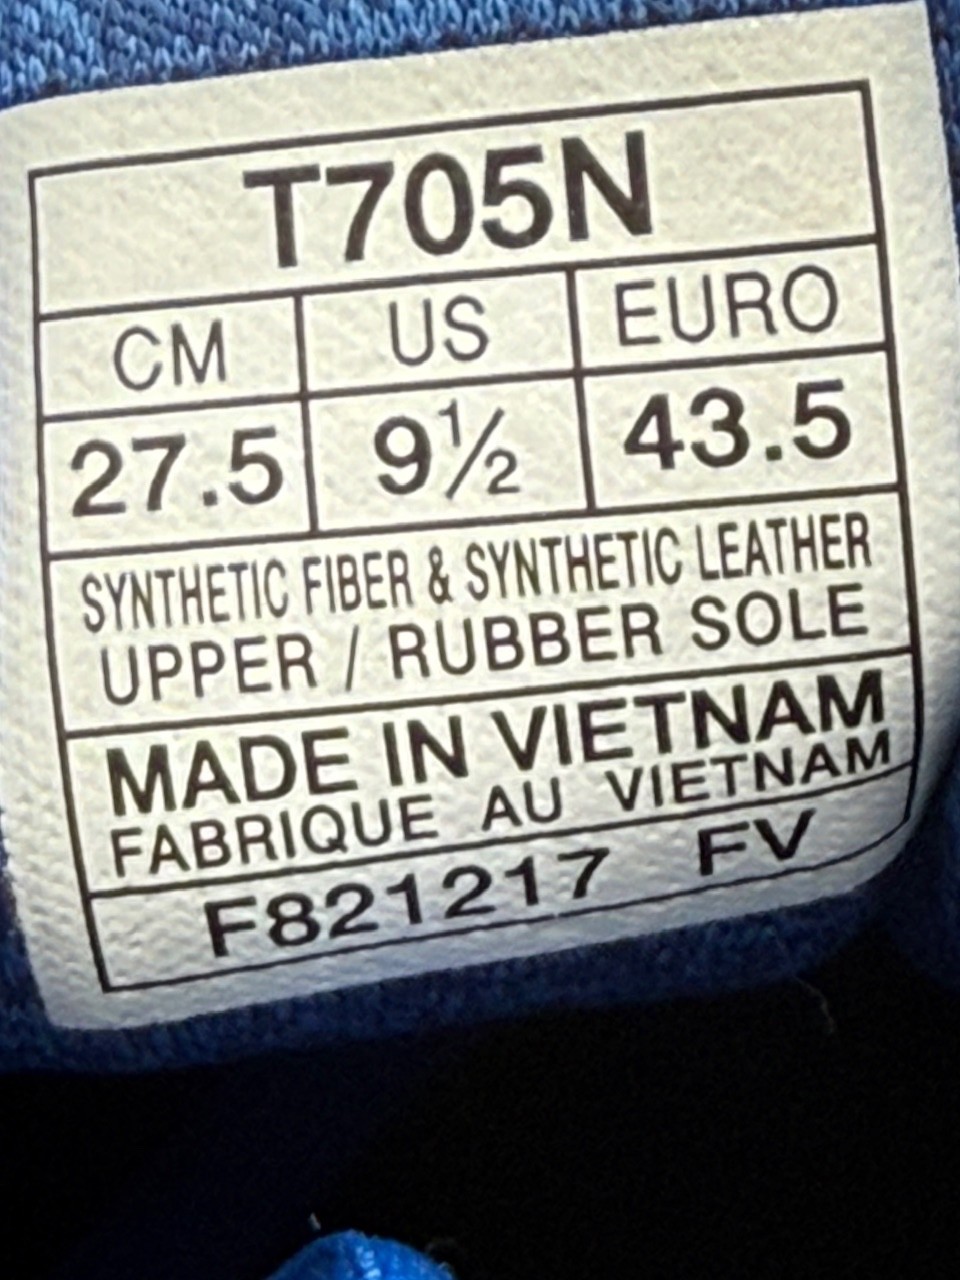 T705N
CM US EURO
27.5 9½ 43.5
SYNTHETIC FIBER & SYNTHETIC LEATHER
UPPER / RUBBER SOLE
MADE IN VIETNAM
FABRIQUE AU VIETNAM
F821217 FV